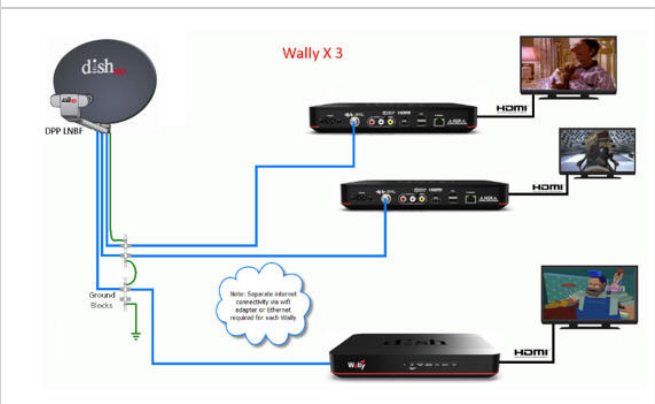 Wally X 3
dish
DPP LNBF
HDMI
HDMI
Ground
Blocks
Note: Separate internet
connectivity via wifi
adapter or Ethernet
required for each Wally
dish
Wally
HDMI